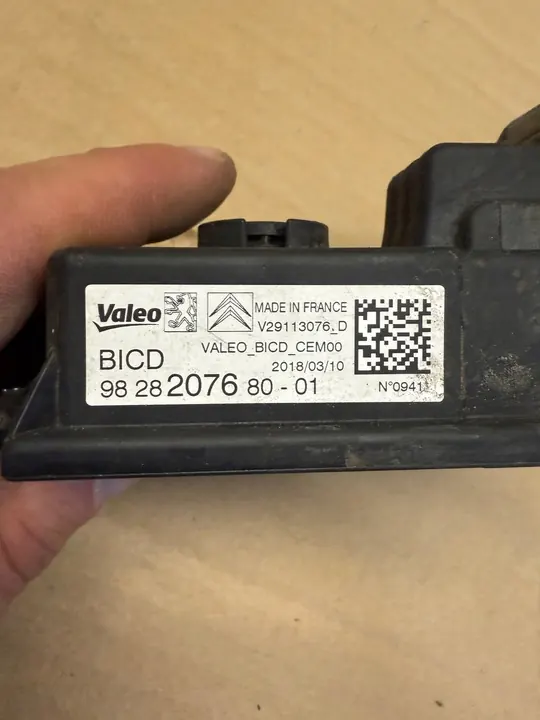 Valeo
MADE IN FRANCE
V29113076_D
VALEO_BICD_CEM00
BICD
2018/03/10
98 28 2076 80 - 01
N°0941